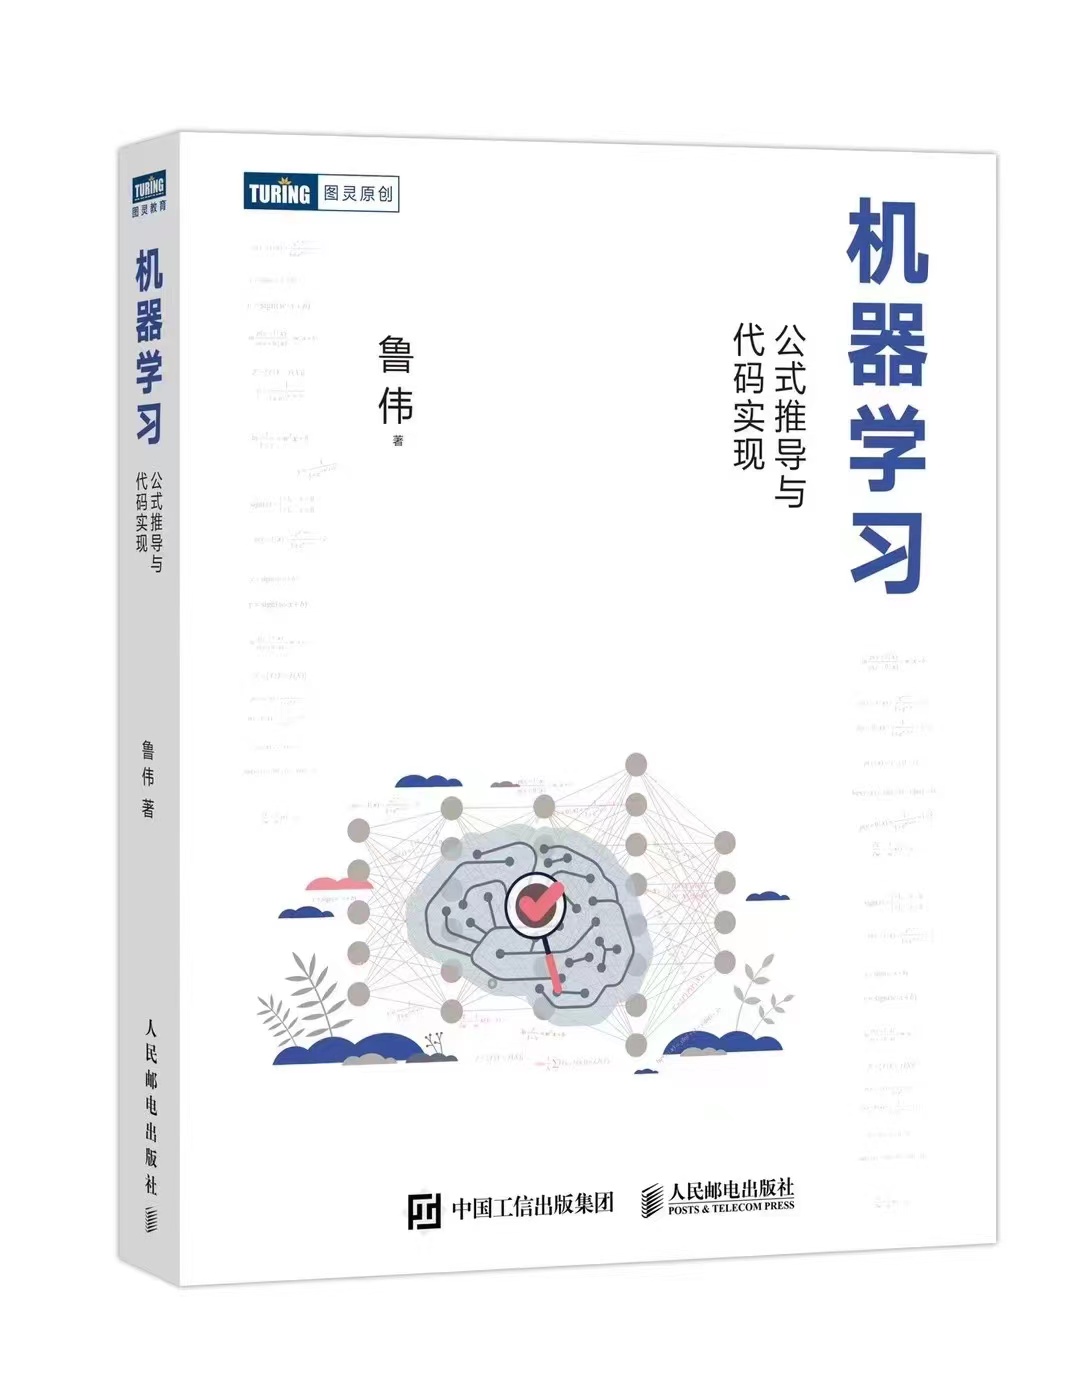 TURING
图灵教育
机器学习
公式推导与
代码实现
鲁伟 著
人民邮电出版社
TURING 图灵原创
机器学习
公式推导与
代码实现
鲁伟
著
中国工信出版集团
人民邮电出版社
POSTS & TELECOM PRESS